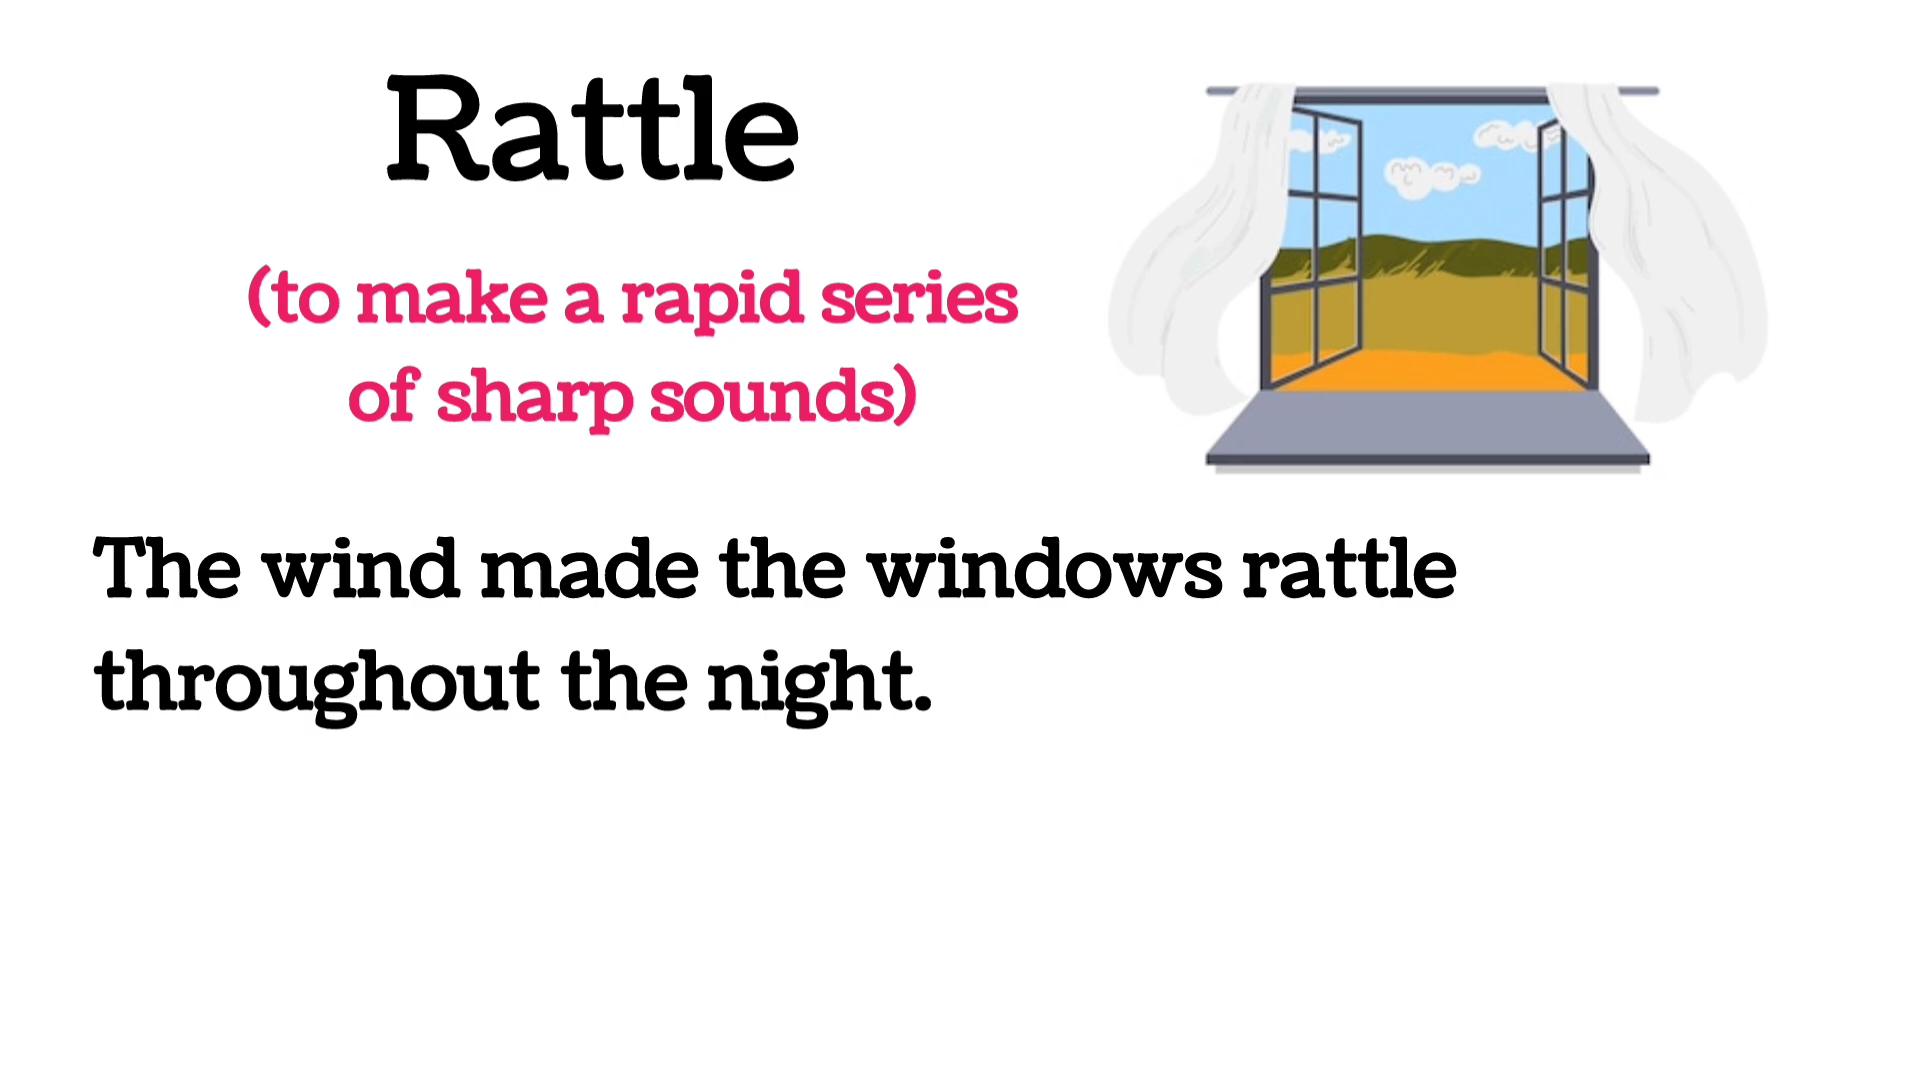 Rattle
(to make a rapid series
of sharp sounds)
The wind made the windows rattle
throughout the night.